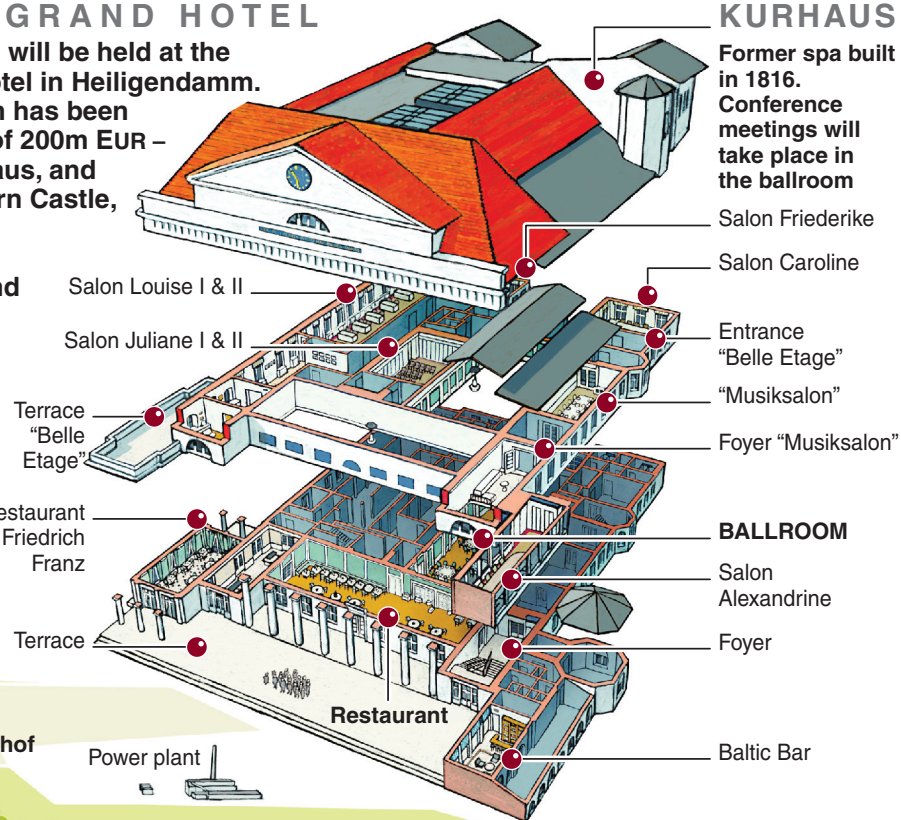 GRAND HOTEL
will be held at the
tel in Heiligendamm.
has been
of 200m EUR –
aus, and
rn Castle,
nd
KURHAUS
Former spa built
in 1816.
Conference
meetings will
take place in
the ballroom
Salon Friederike
Salon Caroline
Entrance
“Belle Etage”
“Musiksalon”
Foyer “Musiksalon”
BALLROOM
Salon
Alexandrine
Foyer
Baltic Bar
Salon Louise I & II
Salon Juliane I & II
Terrace
“Belle
Etage”
estaurant
Friedrich
Franz
Terrace
Restaurant
hof
Power plant